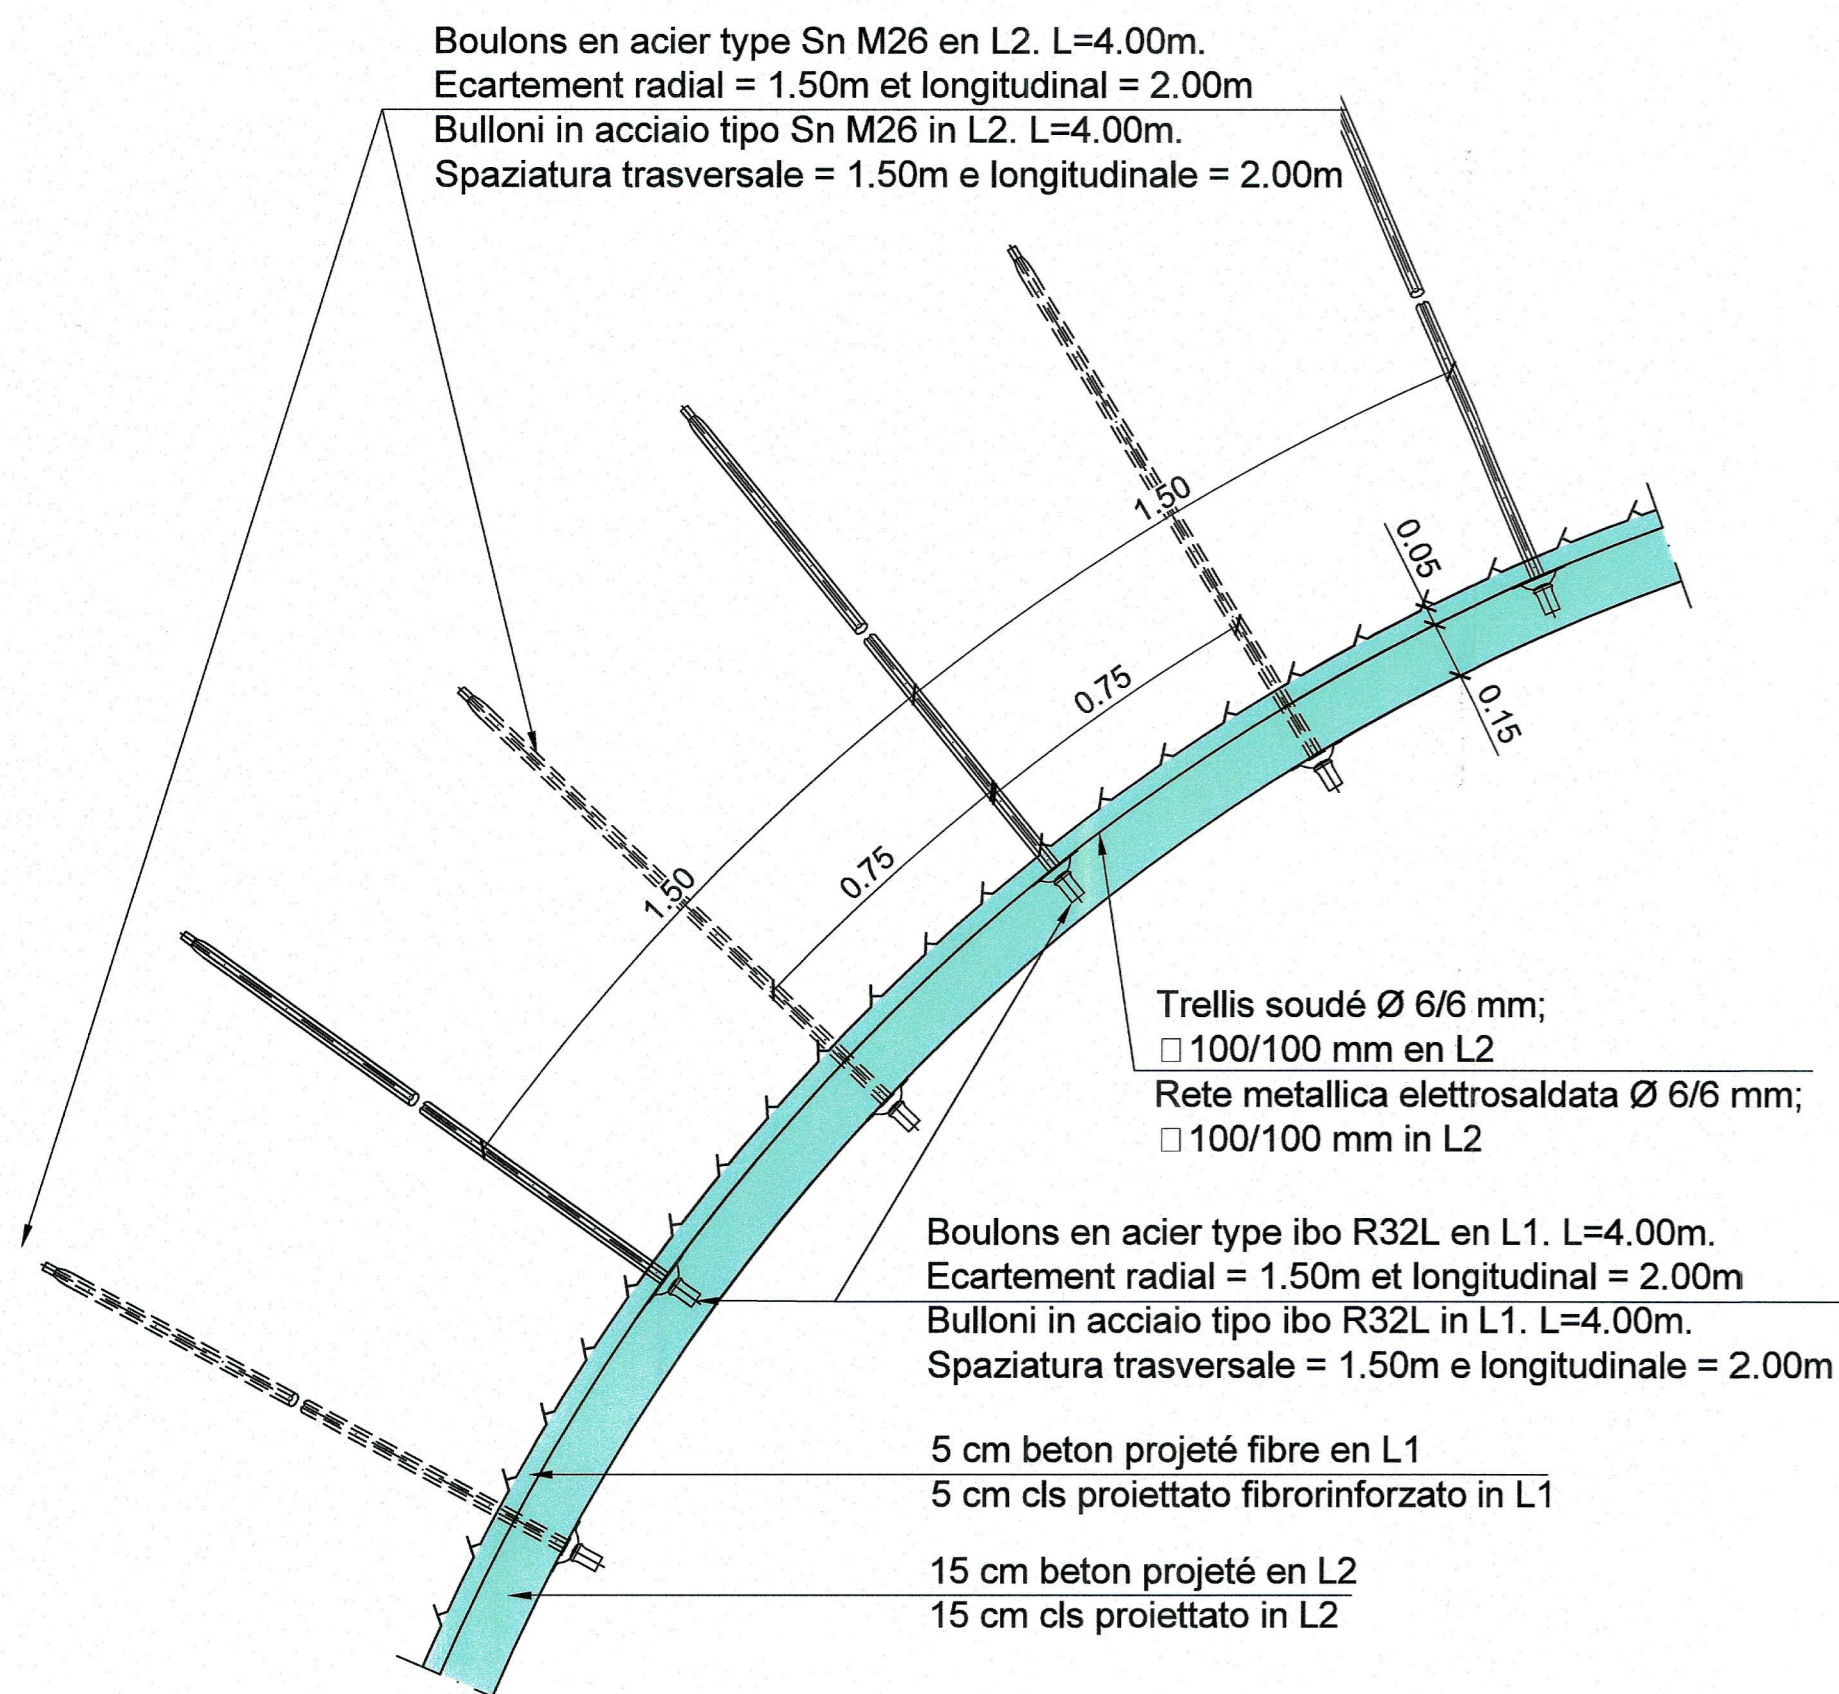 Boulons en acier type Sn M26 en L2. L=4.00m.
Ecartement radial = 1.50m et longitudinal = 2.00m
Bulloni in acciaio tipo Sn M26 in L2. L=4.00m.
Spaziatura trasversale = 1.50m e longitudinale = 2.00m
1.50
0.05
0.75
0.15
0.75
1.50
Trellis soudé Ø 6/6 mm;
□ 100/100 mm en L2
Rete metallica elettrosaldata Ø 6/6 mm;
□ 100/100 mm in L2
Boulons en acier type ibo R32L en L1. L=4.00m.
Ecartement radial = 1.50m et longitudinal = 2.00m
Bulloni in acciaio tipo ibo R32L in L1. L=4.00m.
Spaziatura trasversale = 1.50m e longitudinale = 2.00m
5 cm beton projeté fibre en L1
5 cm cls proiettato fibrorinforzato in L1
15 cm beton projeté en L2
15 cm cls proiettato in L2